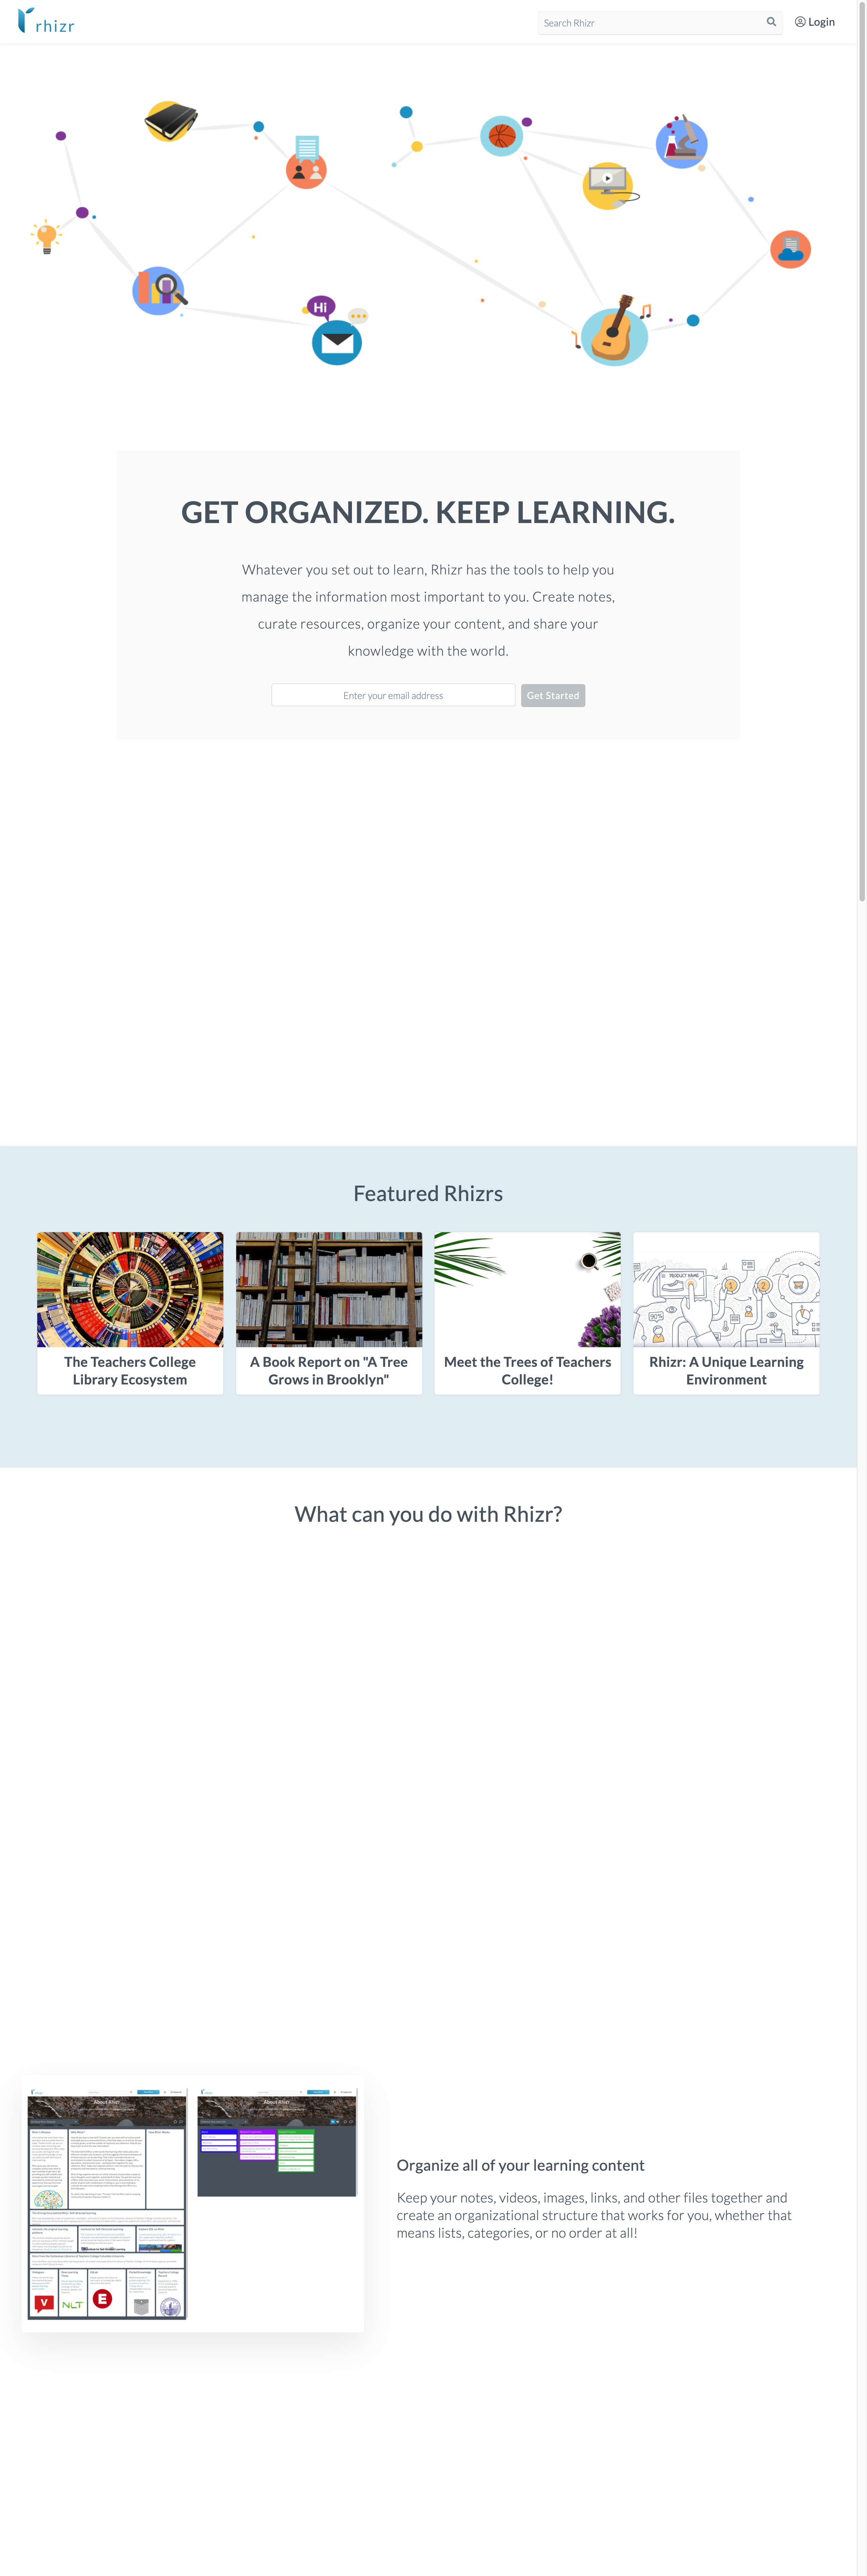 rhizr
Search Rhizr
Login
Hi
GET ORGANIZED. KEEP LEARNING.
Whatever you set out to learn, Rhizr has the tools to help you
manage the information most important to you. Create notes,
curate resources, organize your content, and share your
knowledge with the world.
Enter your email address
Get Started
Featured Rhizrs
PRODUCT NAME
1
2
90%
The Teachers College
Library Ecosystem
A Book Report on "A Tree
Grows in Brooklyn"
Meet the Trees of Teachers
College!
Rhizr: A Unique Learning
Environment
What can you do with Rhizr?
About Rhizr
About Rhizr
V
NLT
E
Organize all of your learning content
Keep your notes, videos, images, links, and other files together and
create an organizational structure that works for you, whether that
means lists, categories, or no order at all!